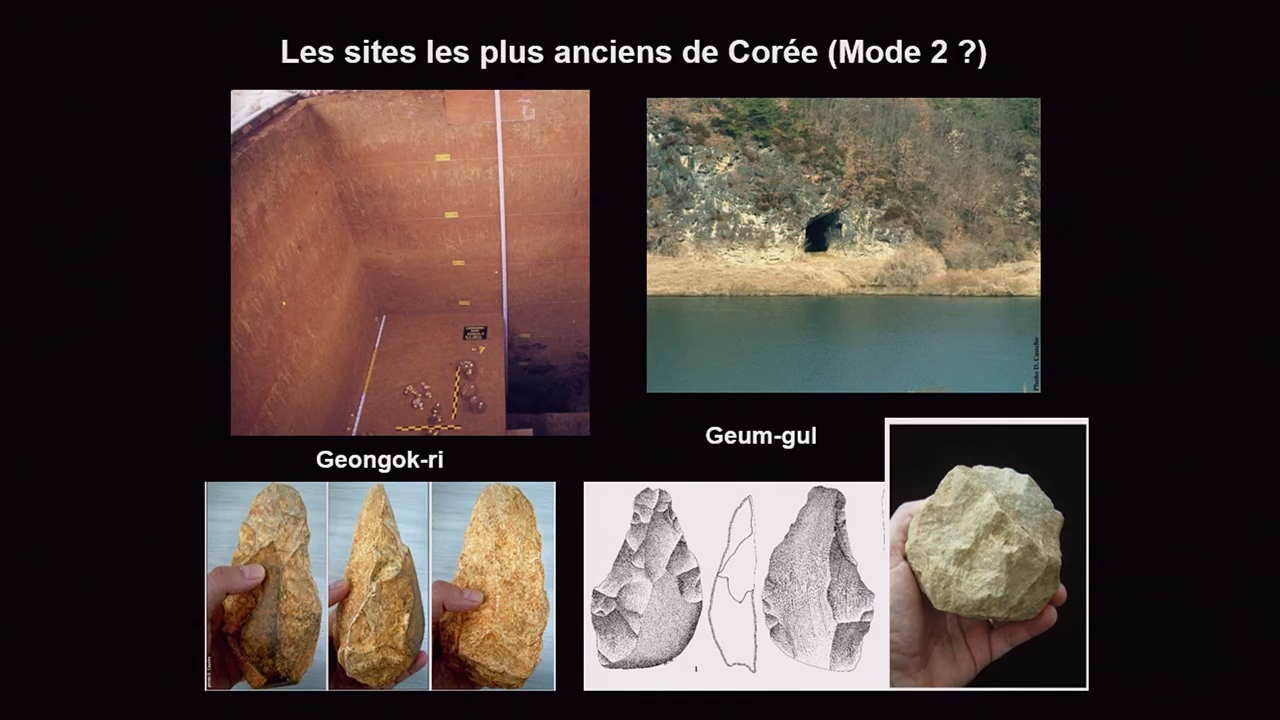 Les sites les plus anciens de Corée (Mode 2 ?)
Geum-gul
Geongok-ri